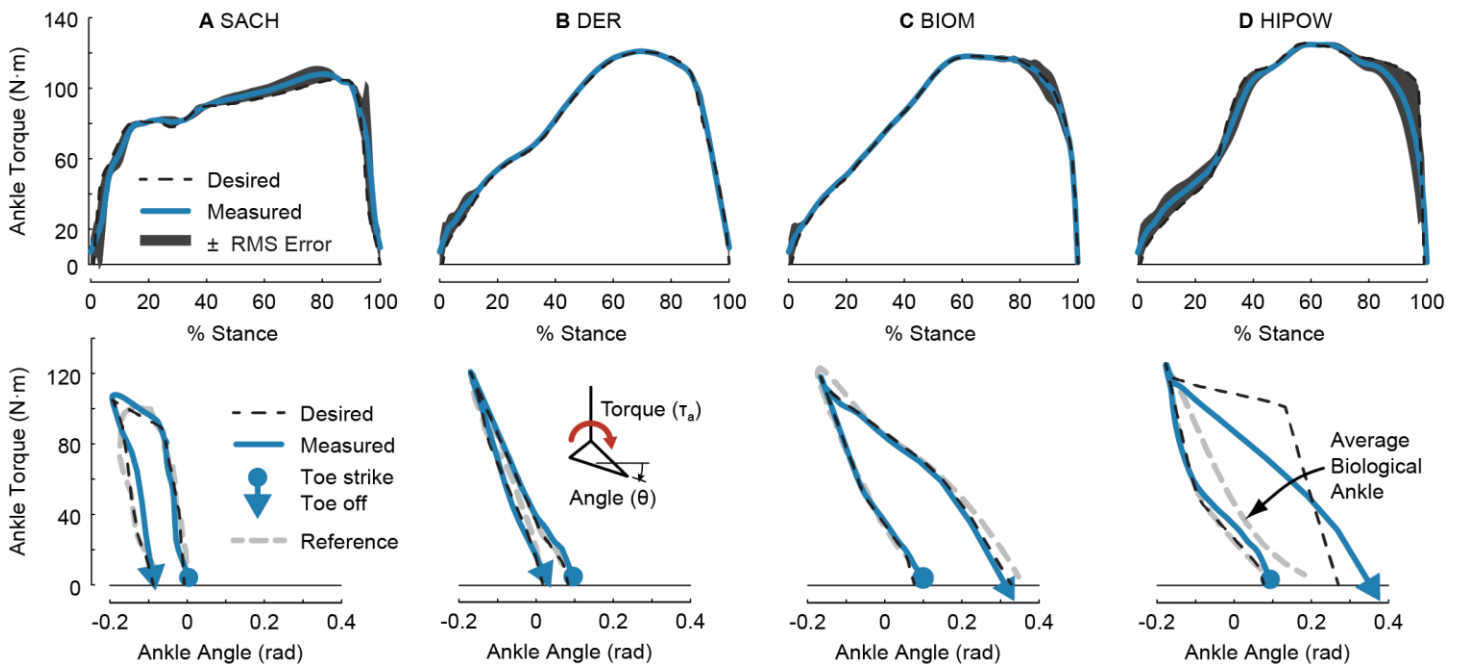 A SACH
B DER
C BIOM
D HIPOW
Ankle Torque (N·m)
140
100
60
20
0
Desired
Measured
± RMS Error
0 20 40 60 80 100
% Stance
0 20 40 60 80 100
% Stance
0 20 40 60 80 100
% Stance
0 20 40 60 80 100
% Stance
Ankle Torque (N·m)
120
80
40
0
Desired
Measured
Toe strike
Toe off
Reference
Torque (τa)
Angle (θ)
Average
Biological
Ankle
-0.2 0 0.2 0.4
Ankle Angle (rad)
-0.2 0 0.2 0.4
Ankle Angle (rad)
-0.2 0 0.2 0.4
Ankle Angle (rad)
-0.2 0 0.2 0.4
Ankle Angle (rad)